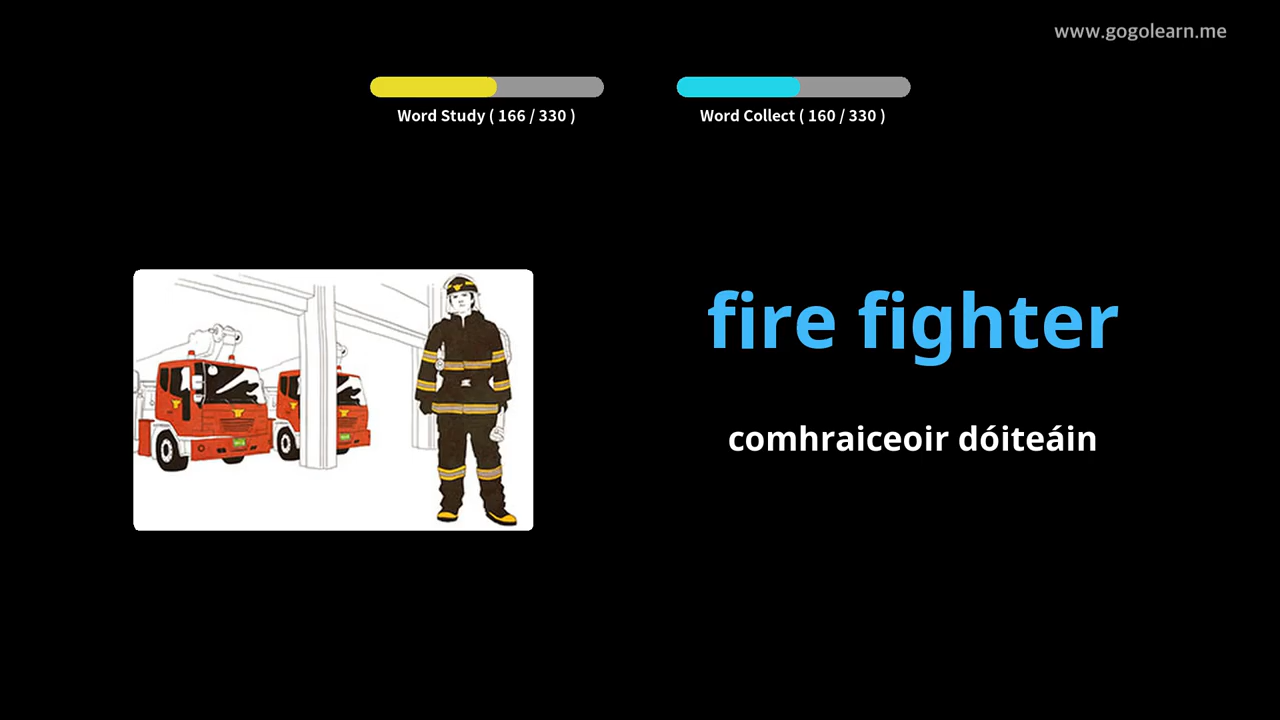 www.gogolearn.me
Word Study ( 166 / 330 )
Word Collect ( 160 / 330 )
fire fighter
comhraiceoir dóiteáin